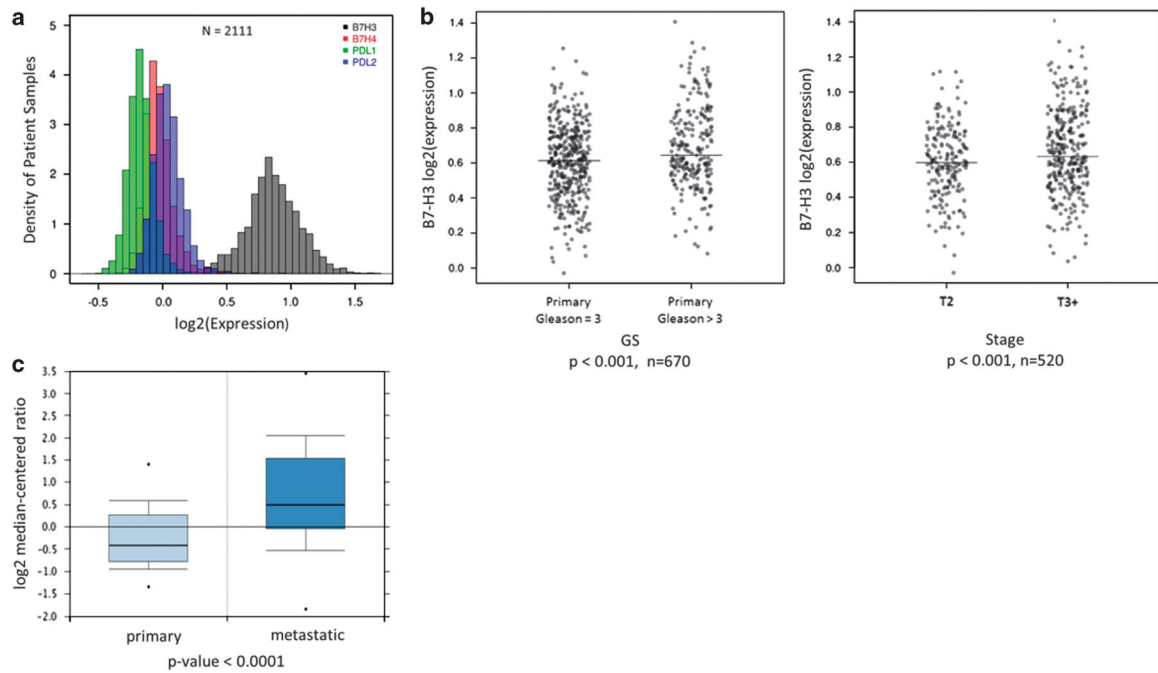 a
N = 2111
B7H3
B7H4
PDL1
PDL2
Density of Patient Samples
5
4
3
2
1
0
-0.5
0.0
0.5
1.0
1.5
log2(Expression)
b
B7-H3 log2(expression)
1.4
1.2
1.0
0.8
0.6
0.4
0.2
0.0
Primary
Gleason = 3
Primary
Gleason > 3
GS
p < 0.001, n=670
B7-H3 log2(expression)
1.4
1.2
1.0
0.8
0.6
0.4
0.2
0.0
T2
T3+
Stage
p < 0.001, n=520
c
log2 median-centered ratio
3.5
3.0
2.5
2.0
1.5
1.0
0.5
0.0
-0.5
-1.0
-1.5
-2.0
primary
metastatic
p-value < 0.0001